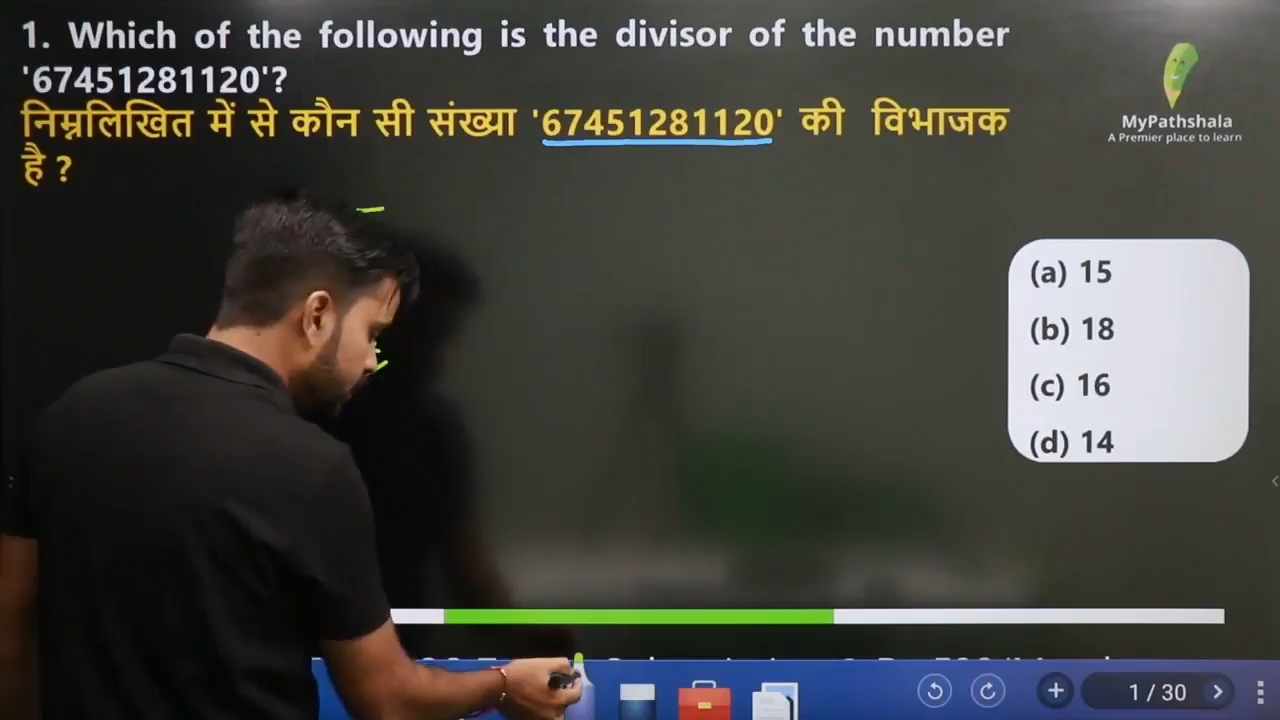 1. Which of the following is the divisor of the number
'67451281120'?
निम्नलिखित में से कौन सी संख्या '67451281120' की विभाजक
है ?
MyPathshala
A Premier place to learn
(a) 15
(b) 18
(c) 16
(d) 14
1 / 30